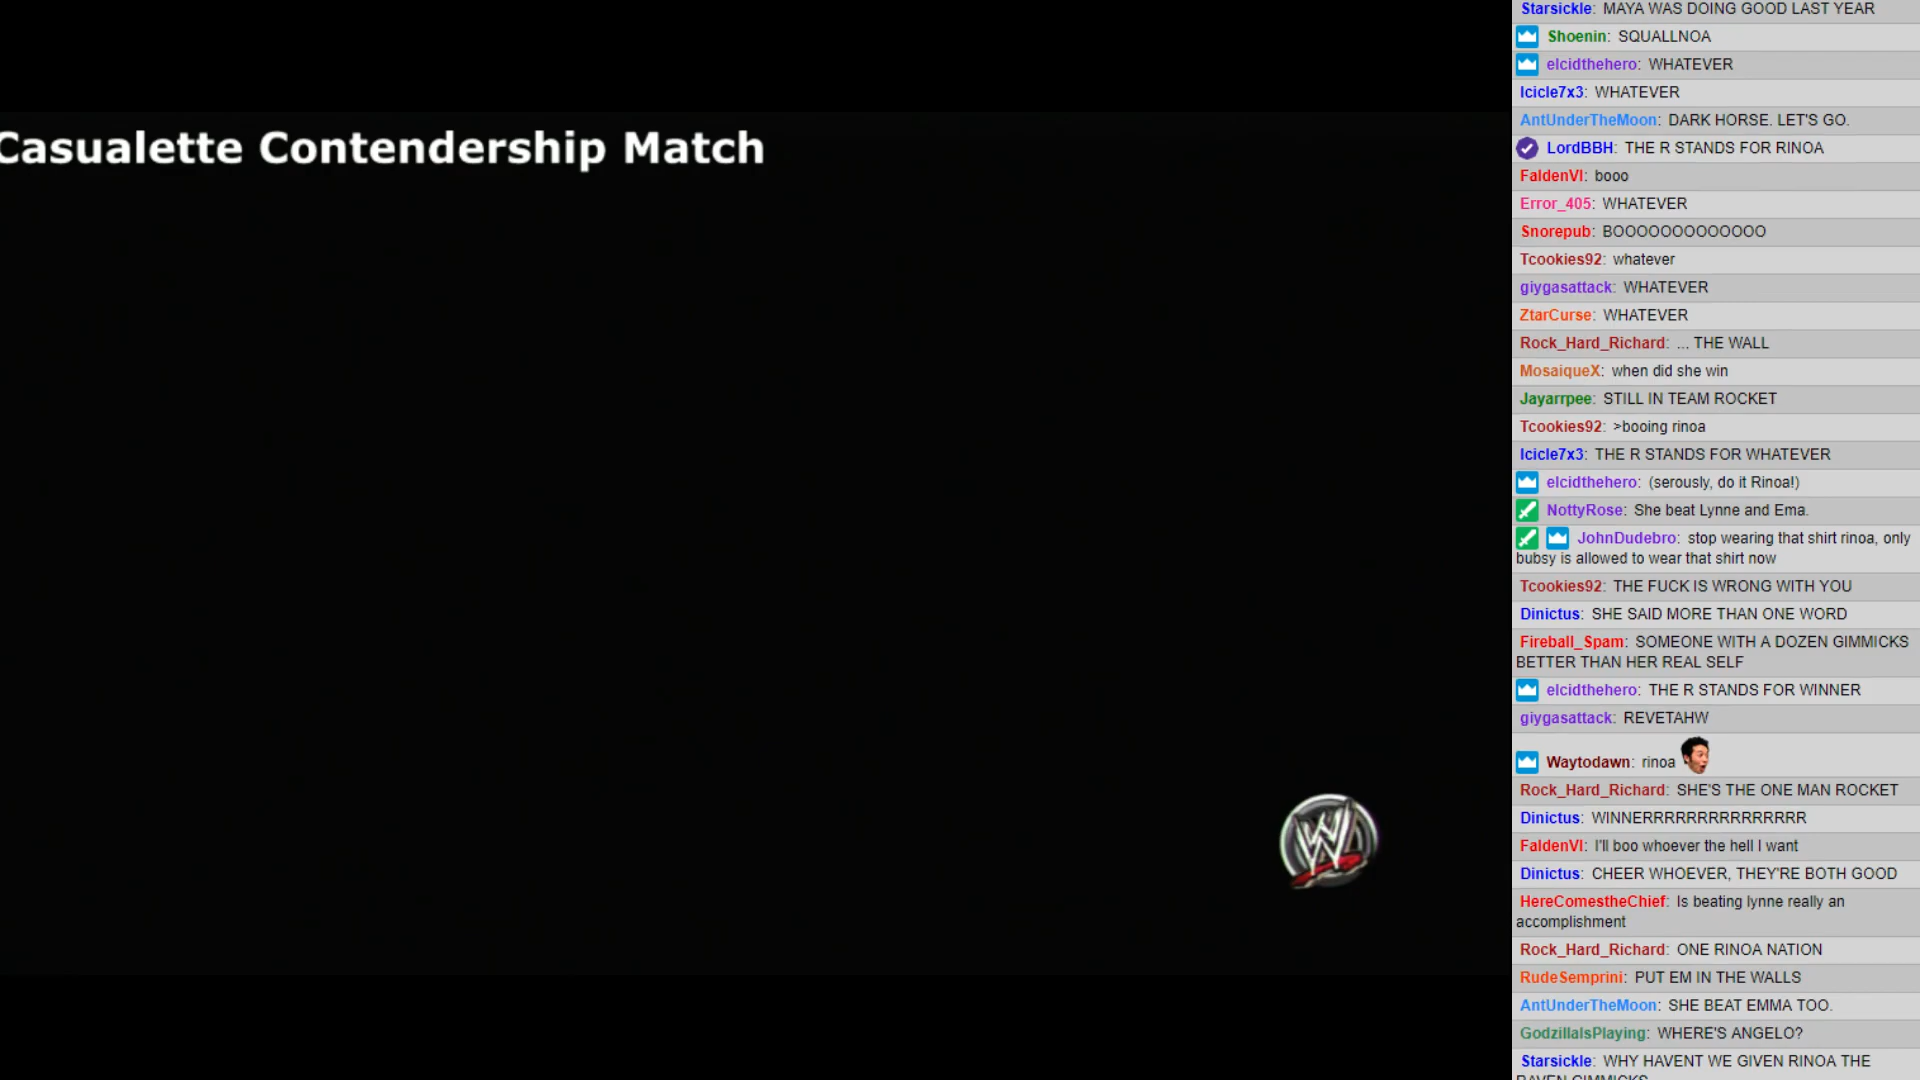 Casualette Contendership Match
W
Starsickle: MAYA WAS DOING GOOD LAST YEAR
Shoenin: SQUALLNOA
elcidthehero: WHATEVER
Icicle7x3: WHATEVER
AntUnderTheMoon: DARK HORSE. LET'S GO.
LordBBH: THE R STANDS FOR RINOA
FaldenVI: booo
Error_405: WHATEVER
Snorepub: BOOOOOOOOOOOOO
Tcookies92: whatever
giygasattack: WHATEVER
ZtarCurse: WHATEVER
Rock_Hard_Richard: ... THE WALL
MosaiqueX: when did she win
Jayarrpee: STILL IN TEAM ROCKET
Tcookies92: >booing rinoa
Icicle7x3: THE R STANDS FOR WHATEVER
elcidthehero: (serously, do it Rinoa!)
NottyRose: She beat Lynne and Ema.
JohnDudebro: stop wearing that shirt rinoa, only
bubsy is allowed to wear that shirt now
Tcookies92: THE FUCK IS WRONG WITH YOU
Dinictus: SHE SAID MORE THAN ONE WORD
Fireball_Spam: SOMEONE WITH A DOZEN GIMMICKS
BETTER THAN HER REAL SELF
elcidthehero: THE R STANDS FOR WINNER
giygasattack: REVETAHW
Waytodawn: rinoa
Rock_Hard_Richard: SHE'S THE ONE MAN ROCKET
Dinictus: WINNERRRRRRRRRRRRRRR
FaldenVI: I'll boo whoever the hell I want
Dinictus: CHEER WHOEVER, THEY'RE BOTH GOOD
HereComestheChief: Is beating lynne really an
accomplishment
Rock_Hard_Richard: ONE RINOA NATION
RudeSemprini: PUT EM IN THE WALLS
AntUnderTheMoon: SHE BEAT EMMA TOO.
GodzillaIsPlaying: WHERE'S ANGELO?
Starsickle: WHY HAVENT WE GIVEN RINOA THE
RAVEN GIMMICKS